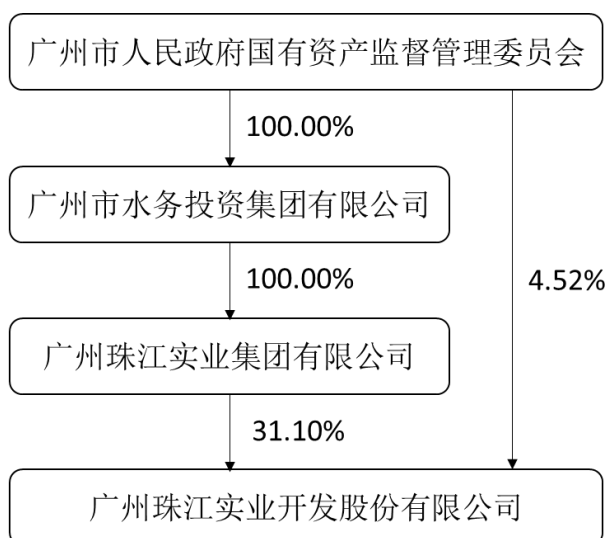 广州市人民政府国有资产监督管理委员会
100.00%
广州市水务投资集团有限公司
100.00%
4.52%
广州珠江实业集团有限公司
31.10%
广州珠江实业开发股份有限公司